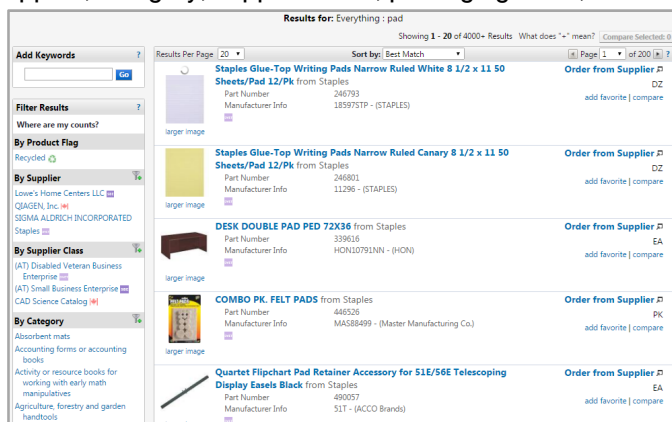 Results for: Everything : pad
Showing 1 - 20 of 4000+ Results What does "+" mean? Compare Selected: 0
Add Keywords ?
Go
Filter Results ?
Where are my counts?
By Product Flag
Recycled
By Supplier
Lowe's Home Centers LLC
QIAGEN, Inc.
SIGMA ALDRICH INCORPORATED
Staples
By Supplier Class
(AT) Disabled Veteran Business
Enterprise
(AT) Small Business Enterprise
CAD Science Catalog
By Category
Absorbent mats
Accounting forms or accounting
books
Activity or resource books for
working with early math
manipulatives
Agriculture, forestry and garden
handtools
Results Per Page 20 Sort by: Best Match Page 1 of 200 ?
Staples Glue-Top Writing Pads Narrow Ruled White 8 1/2 x 11 50
Sheets/Pad 12/Pk from Staples
Part Number 246793
Manufacturer Info 18597STP - (STAPLES)
larger image
Order from Supplier
DZ
add favorite | compare
Staples Glue-Top Writing Pads Narrow Ruled Canary 8 1/2 x 11 50
Sheets/Pad 12/Pk from Staples
Part Number 246801
Manufacturer Info 11296 - (STAPLES)
larger image
Order from Supplier
DZ
add favorite | compare
DESK DOUBLE PAD PED 72X36 from Staples
Part Number 339616
Manufacturer Info HON10791NN - (HON)
larger image
Order from Supplier
EA
add favorite | compare
COMBO PK. FELT PADS from Staples
Part Number 446526
Manufacturer Info MAS88499 - (Master Manufacturing Co.)
larger image
Order from Supplier
PK
add favorite | compare
Quartet Flipchart Pad Retainer Accessory for 51E/56E Telescoping
Display Easels Black from Staples
Part Number 490057
Manufacturer Info 51T - (ACCO Brands)
Order from Supplier
EA
add favorite | compare